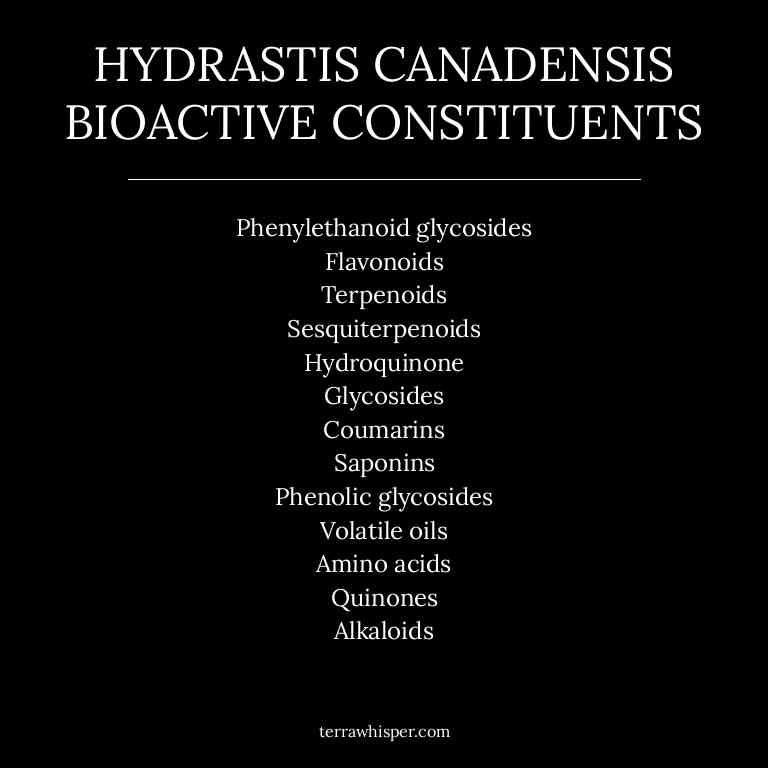 HYDRASTIS CANADENSIS
BIOACTIVE CONSTITUENTS
Phenylethanoid glycosides
Flavonoids
Terpenoids
Sesquiterpenoids
Hydroquinone
Glycosides
Coumarins
Saponins
Phenolic glycosides
Volatile oils
Amino acids
Quinones
Alkaloids
terrawhisper.com